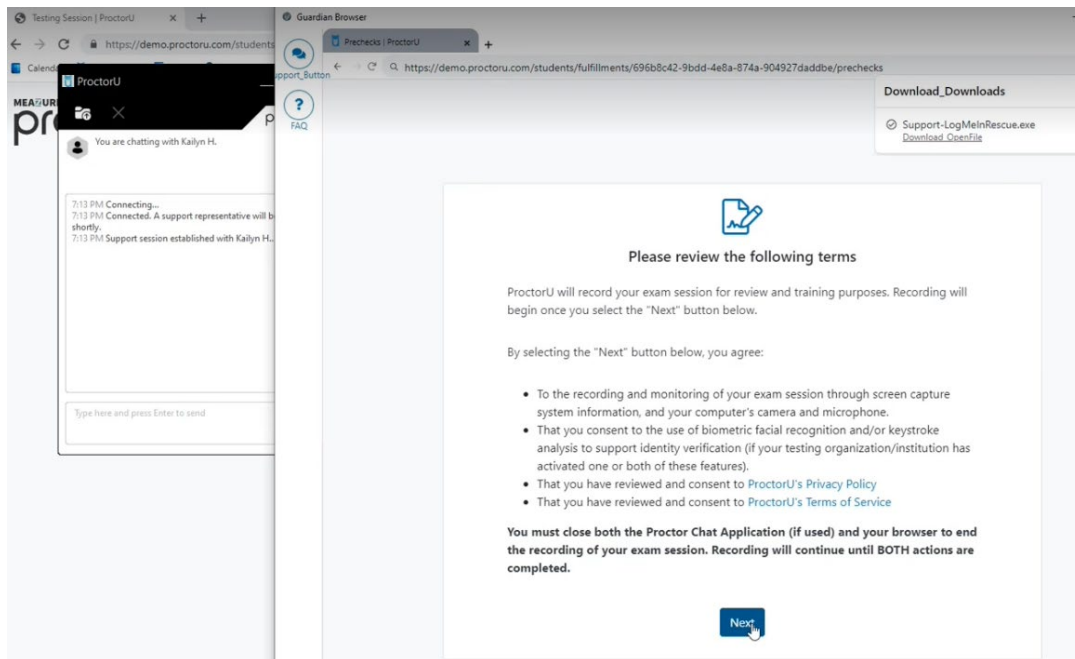 Testing Session | ProctorU
https://demo.proctoru.com/students
Calend
MEAZUR
pr
ProctorU
p
You are chatting with Kailyn H.
7:13 PM Connecting...
7:13 PM Connected. A support representative will b
shortly.
7:13 PM Support session established with Kailyn H..
Type here and press Enter to send
Guardian Browser
Support_Button
FAQ
Prechecks | ProctorU
https://demo.proctoru.com/students/fulfillments/696b8c42-9bdd-4e8a-874a-904927daddbe/prechecks
Download_Downloads
Support-LogMeInRescue.exe
Download_OpenFile
Please review the following terms
ProctorU will record your exam session for review and training purposes. Recording will
begin once you select the "Next" button below.
By selecting the "Next" button below, you agree:
• To the recording and monitoring of your exam session through screen capture
system information, and your computer's camera and microphone.
• That you consent to the use of biometric facial recognition and/or keystroke
analysis to support identity verification (if your testing organization/institution has
activated one or both of these features).
• That you have reviewed and consent to ProctorU's Privacy Policy
• That you have reviewed and consent to ProctorU's Terms of Service
You must close both the Proctor Chat Application (if used) and your browser to end
the recording of your exam session. Recording will continue until BOTH actions are
completed.
Next